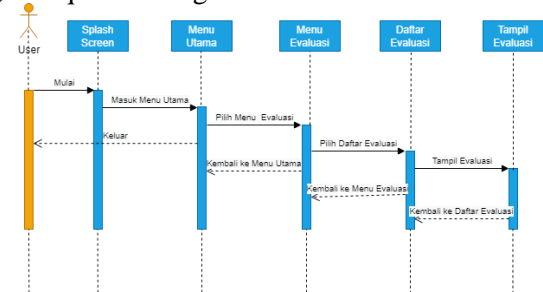 User
Splash
Screen
Menu
Utama
Menu
Evaluasi
Daftar
Evaluasi
Tampil
Evaluasi
Mulai
Masuk Menu Utama
Pilih Menu Evaluasi
Keluar
Pilih Daftar Evaluasi
Kembali ke Menu Utama
Tampil Evaluasi
Kembali ke Menu Evaluasi
Kembali ke Daftar Evaluasi